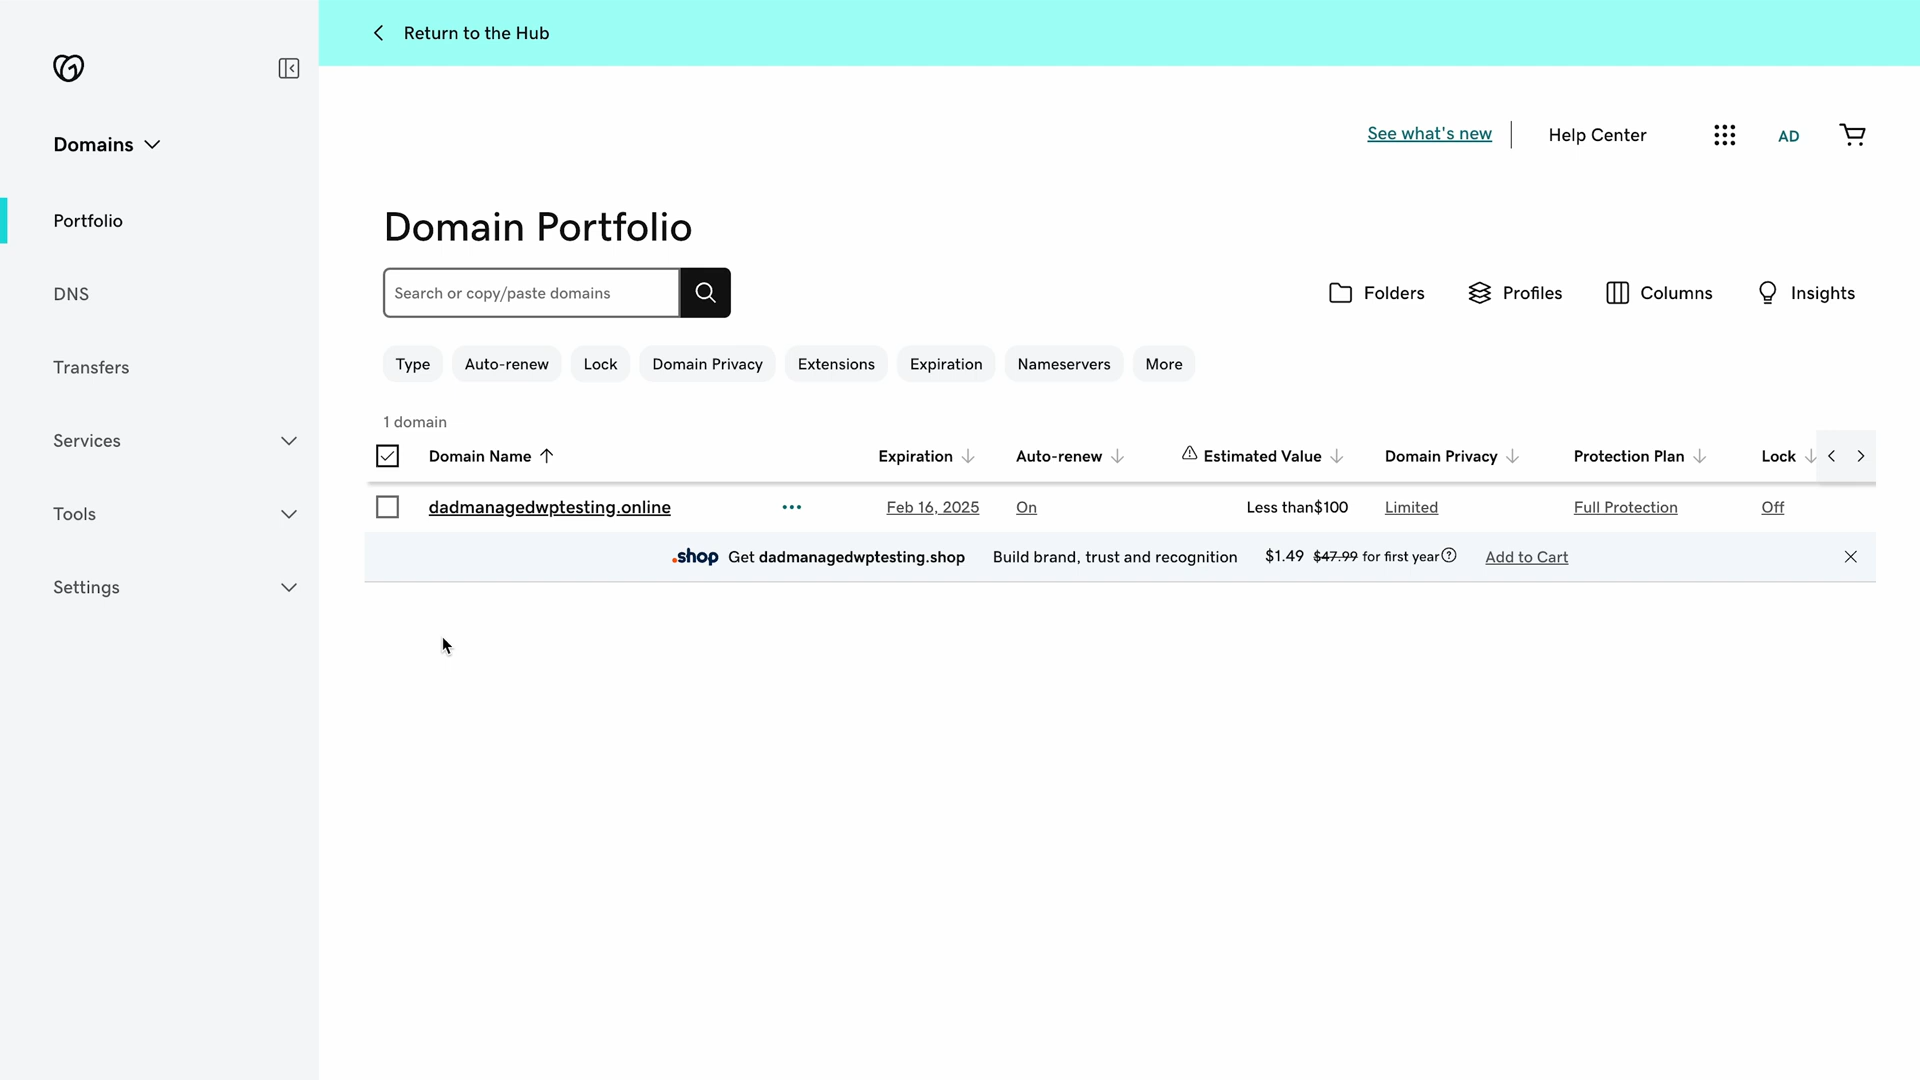 Return to the Hub
See what's new
Help Center
AD
Domains
Portfolio
DNS
Transfers
Services
Tools
Settings
Domain Portfolio
Search or copy/paste domains
Folders
Profiles
Columns
Insights
Type
Auto-renew
Lock
Domain Privacy
Extensions
Expiration
Nameservers
More
1 domain
Domain Name Expiration Auto-renew Estimated Value Domain Privacy Protection Plan Lock
dadmanagedwptesting.online ... Feb 16, 2025 On Less than$100 Limited Full Protection Off
.shop Get dadmanagedwptesting.shop Build brand, trust and recognition $1.49 $47.99 for first year Add to Cart